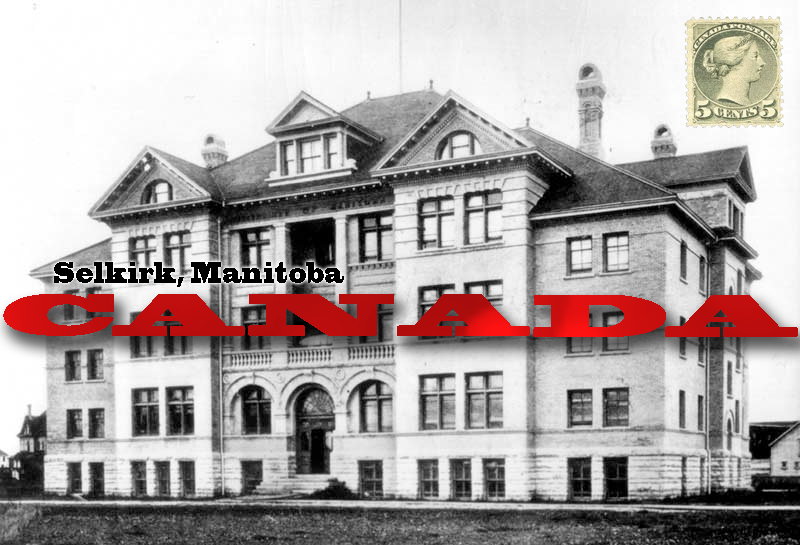 CANADA POSTAGE
5 CENTS 5
Selkirk, Manitoba
CANADA